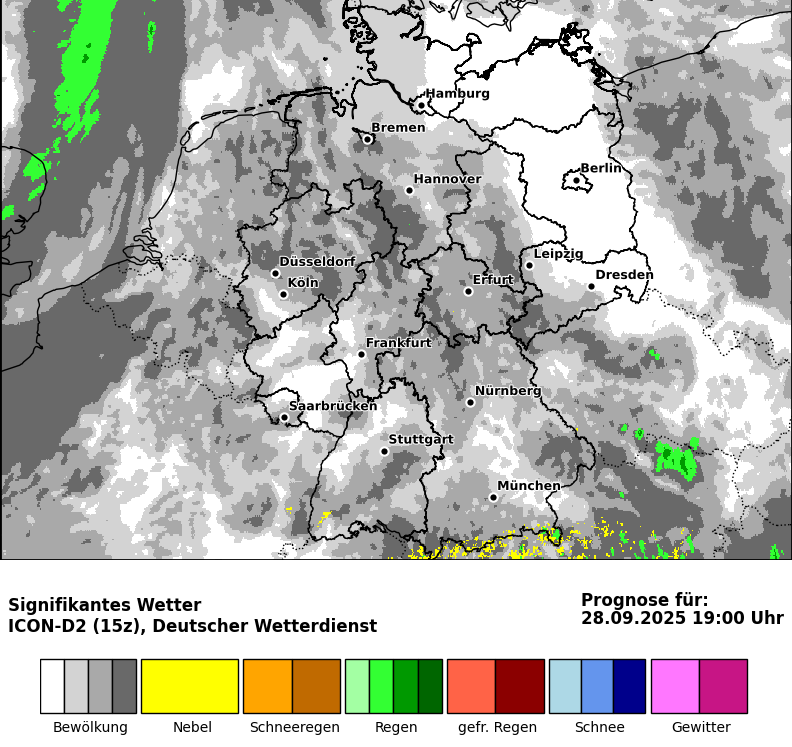 Hamburg
Bremen
Berlin
Hannover
Leipzig
Düsseldorf
Dresden
Köln
Erfurt
Frankfurt
Nürnberg
Saarbrücken
Stuttgart
München
Signifikantes Wetter
ICON-D2 (15z), Deutscher Wetterdienst
Prognose für:
28.09.2025 19:00 Uhr
Bewölkung Nebel Schneeregen Regen gefr. Regen Schnee Gewitter